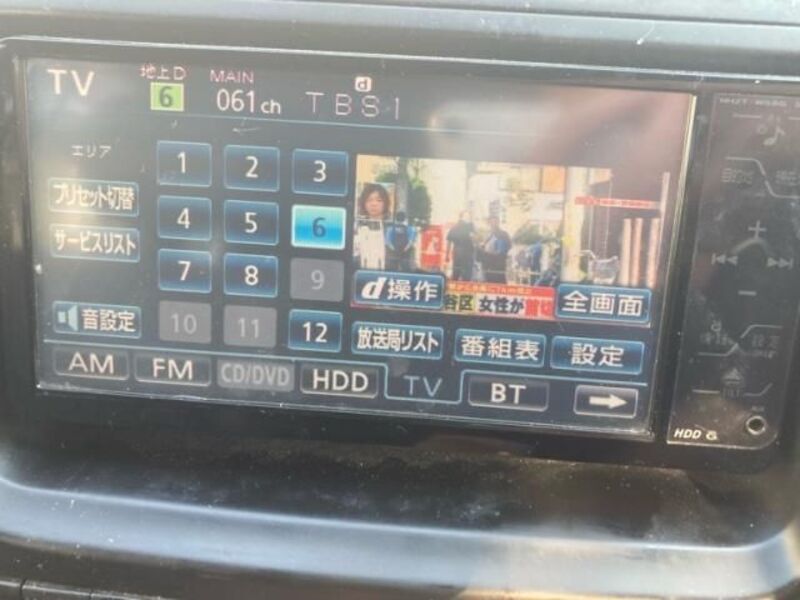 TV
地上D
6
MAIN
061ch
d
TBS1
エリア
1
2
3
プリセット切替
4
5
6
サービスリスト
7
8
9
d操作
谷区 女性が
全画面
音設定
10
11
12
放送局リスト
番組表
設定
AM
FM
CD/DVD
HDD
TV
BT
HDD